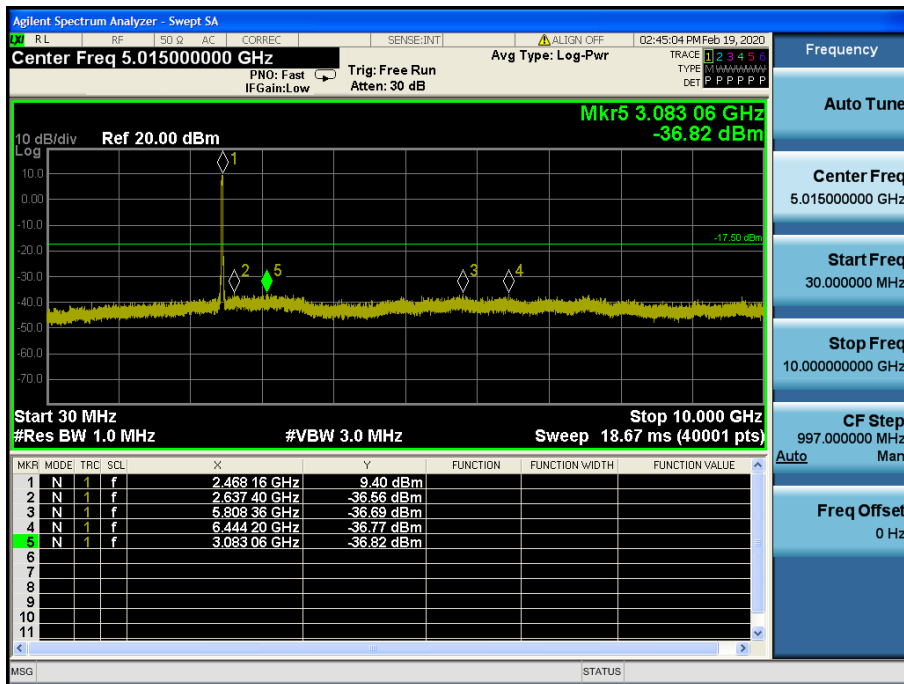 Agilent Spectrum Analyzer - Swept SA
LXI RL RF 50 Ω AC CORREC SENSE:INT ALIGN OFF 02:45:04 PM Feb 19, 2020
Center Freq 5.015000000 GHz Avg Type: Log-Pwr TRACE 1 2 3 4 5 6
PNO: Fast Trig: Free Run TYPE M W W W W W
IFGain:Low Atten: 30 dB DET P P P P P P
Mkr5 3.083 06 GHz
-36.82 dBm
10 dB/div Ref 20.00 dBm
Log
1
10.0
0.00
-10.0
-17.50 dBm
-20.0
2 5 3 4
-30.0
-40.0
-50.0
-60.0
-70.0
Start 30 MHz Stop 10.000 GHz
#Res BW 1.0 MHz #VBW 3.0 MHz Sweep 18.67 ms (40001 pts)
MKR MODE TRC SCL X Y FUNCTION FUNCTION WIDTH FUNCTION VALUE
1 N 1 f 2.468 16 GHz 9.40 dBm
2 N 1 f 2.637 40 GHz -36.56 dBm
3 N 1 f 5.808 36 GHz -36.69 dBm
4 N 1 f 6.444 20 GHz -36.77 dBm
5 N 1 f 3.083 06 GHz -36.82 dBm
6
7
8
9
10
11
MSG STATUS
Frequency
Auto Tune
Center Freq
5.015000000 GHz
Start Freq
30.000000 MHz
Stop Freq
10.000000000 GHz
CF Step
997.000000 MHz
Auto Man
Freq Offset
0 Hz